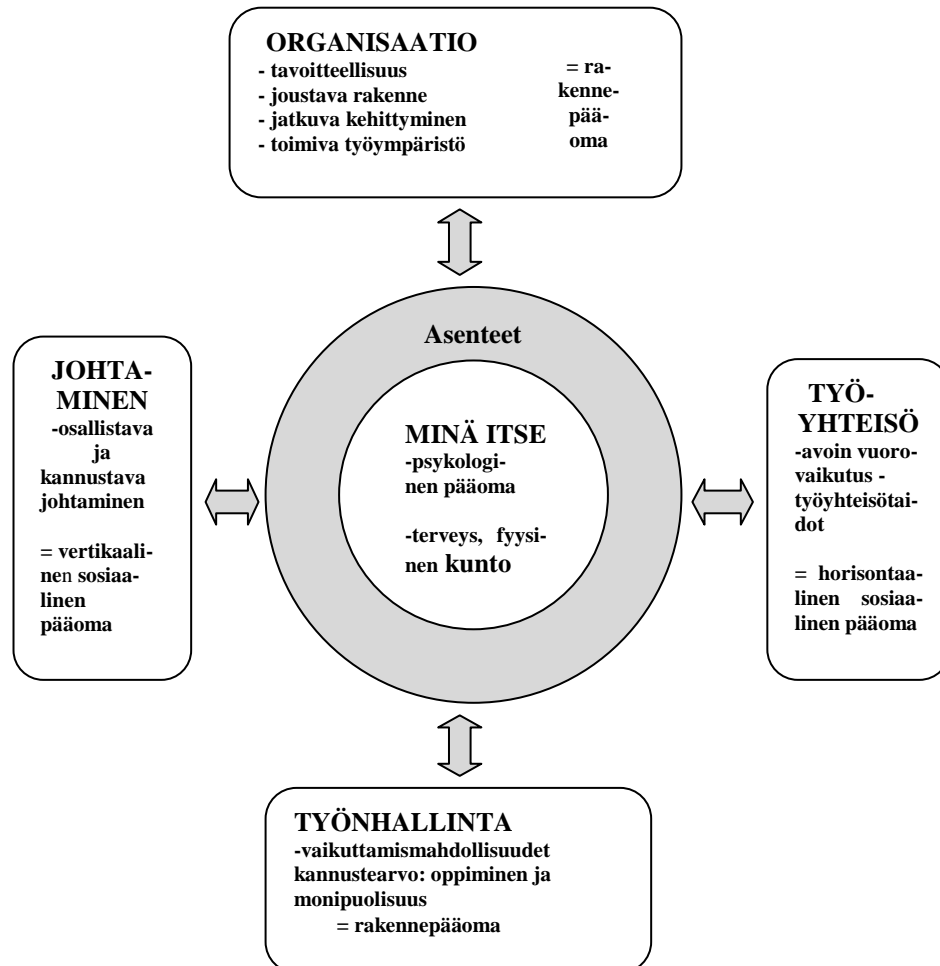 ORGANISAATIO
- tavoitteellisuus
- joustava rakenne
- jatkuva kehittyminen
- toimiva työympäristö
= ra-
kenne-
pää-
oma
Asenteet
JOHTA-
MINEN
-osallistava
ja
kannustava
johtaminen
= vertikaali-
nen sosiaa-
linen
pääoma
MINÄ ITSE
-psykologi-
nen pääoma
-terveys, fyysi-
nen kunto
TYÖ-
YHTEISÖ
-avoin vuoro-
vaikutus -
työyhteisötai-
dot
= horisontaa-
linen sosiaa-
linen pääoma
TYÖNHALLINTA
-vaikuttamismahdollisuudet
kannustearvo: oppiminen ja
monipuolisuus
= rakennepääoma